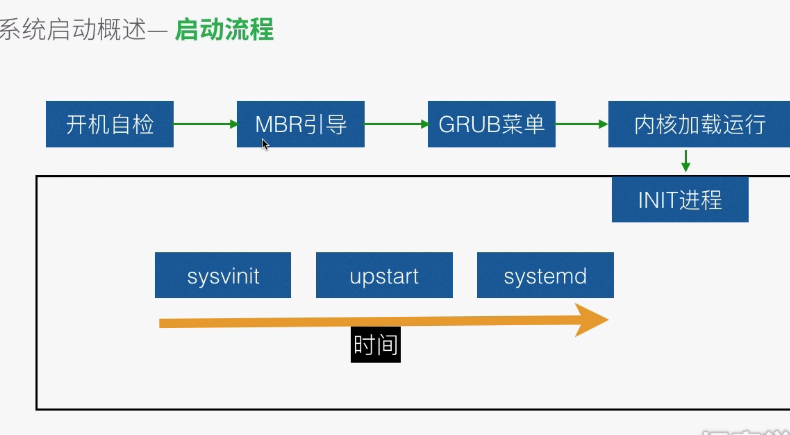 系统启动概述— 启动流程
开机自检
MBR引导
GRUB菜单
内核加载运行
INIT进程
sysvinit
upstart
systemd
时间